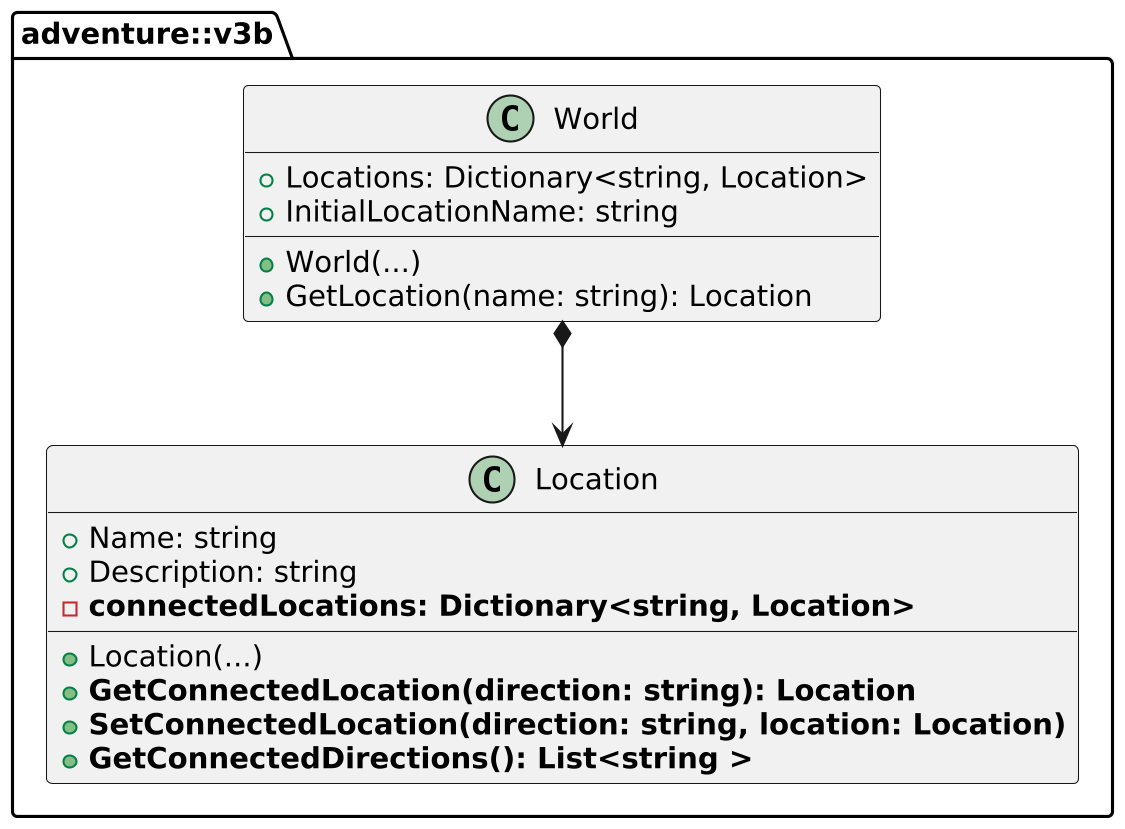 adventure::v3b
C World
Locations: Dictionary<string, Location>
InitialLocationName: string
World(...)
GetLocation(name: string): Location
C Location
Name: string
Description: string
connectedLocations: Dictionary<string, Location>
Location(...)
GetConnectedLocation(direction: string): Location
SetConnectedLocation(direction: string, location: Location)
GetConnectedDirections(): List<string >